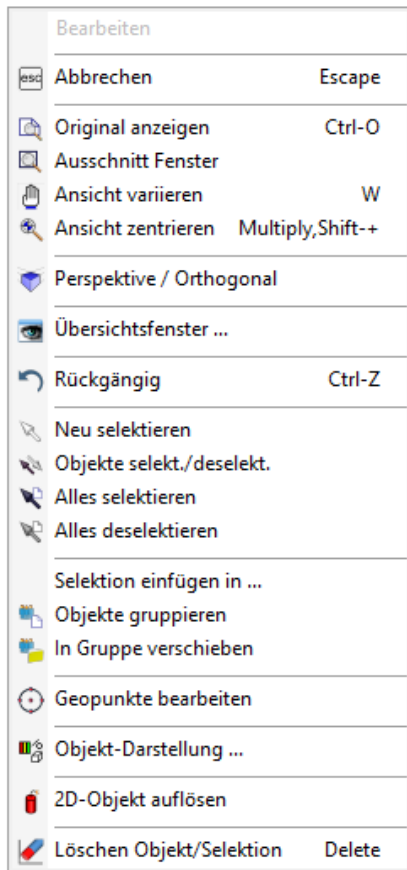 Bearbeiten
esc Abbrechen Escape
Original anzeigen Ctrl-O
Ausschnitt Fenster
Ansicht variieren W
Ansicht zentrieren Multiply,Shift-+
Perspektive / Orthogonal
Übersichtsfenster ...
Rückgängig Ctrl-Z
Neu selektieren
Objekte selekt./deselekt.
Alles selektieren
Alles deselektieren
Selektion einfügen in ...
Objekte gruppieren
In Gruppe verschieben
Geopunkte bearbeiten
Objekt-Darstellung ...
2D-Objekt auflösen
Löschen Objekt/Selektion Delete